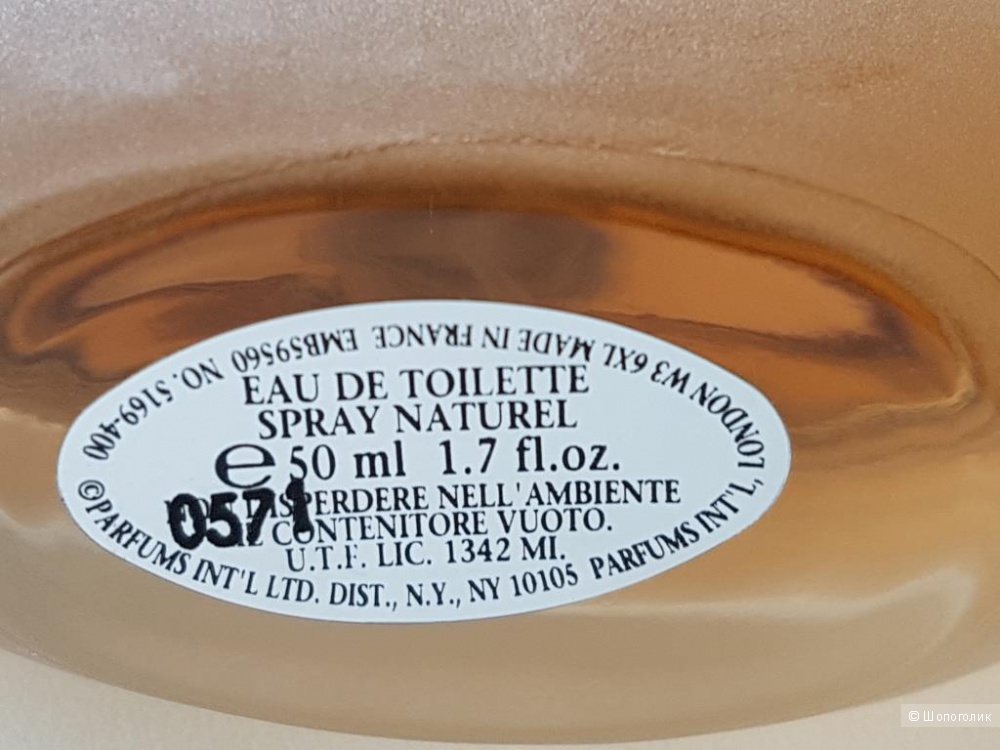 EAU DE TOILETTE
SPRAY NATUREL
℮ 50 ml 1.7 fl.oz.
NELL'AMBIENTE
CONTENITORE VUOTO.
U.T.F. LIC. 1342 MI.
0571
©PARFUMS INT'L LTD. DIST., N.Y., NY 10105 PARFUMS INT'L, LONDON W3 6XL MADE IN FRANCE EMB59560 NO. 5169-400
© Шопоголик